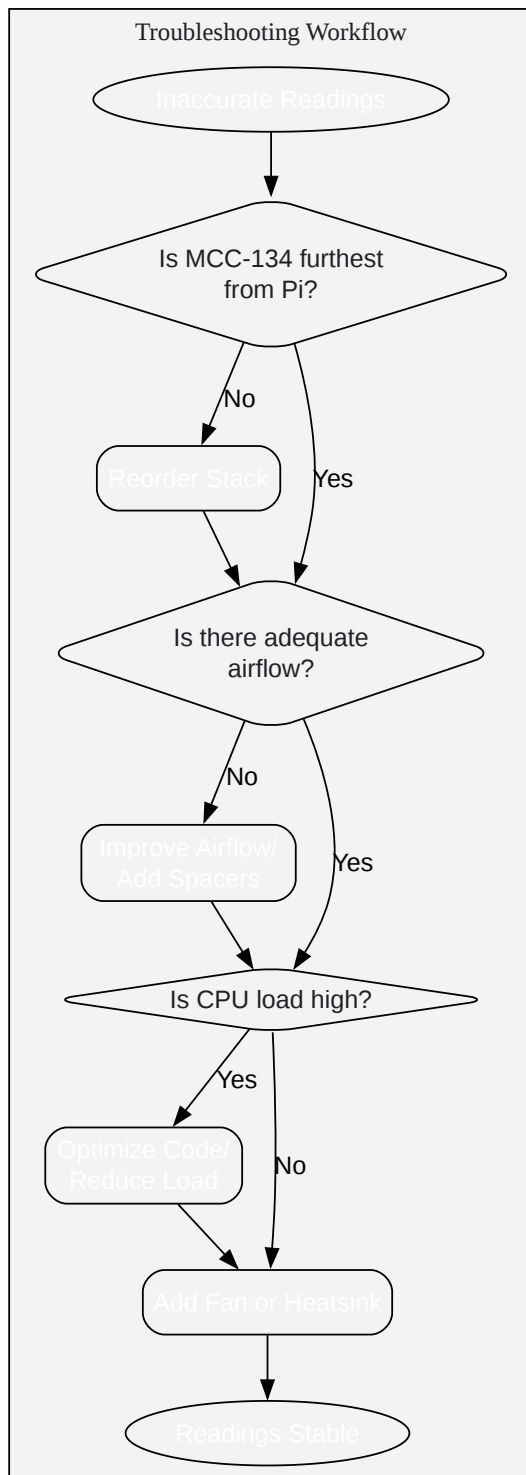 Troubleshooting Workflow
Inaccurate Readings
Is MCC-134 furthest
from Pi?
No
Reorder Stack
Yes
Is there adequate
airflow?
No
Improve Airflow/
Add Spacers
Yes
Is CPU load high?
Yes
Optimize Code/
Reduce Load
No
Add Fan or Heatsink
Readings Stable